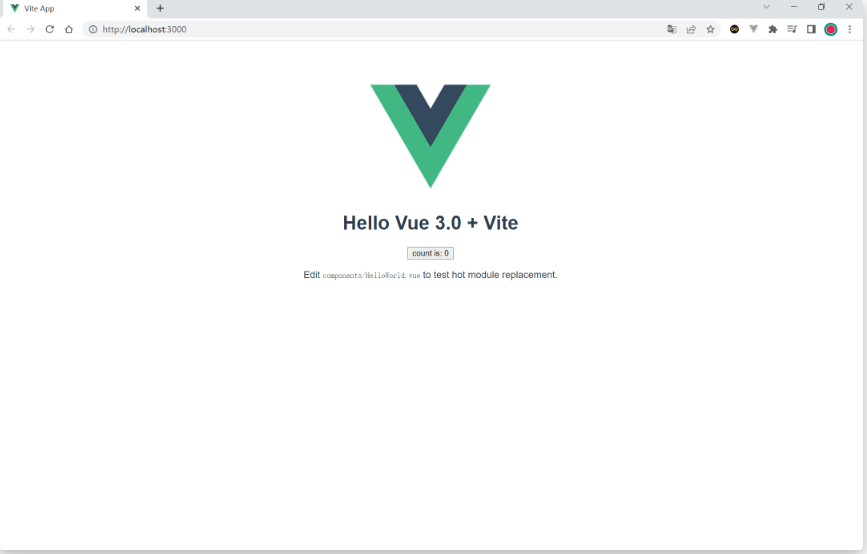 Vite App
http://localhost:3000
Hello Vue 3.0 + Vite
count is: 0
Edit components/HelloWorld.vue to test hot module replacement.